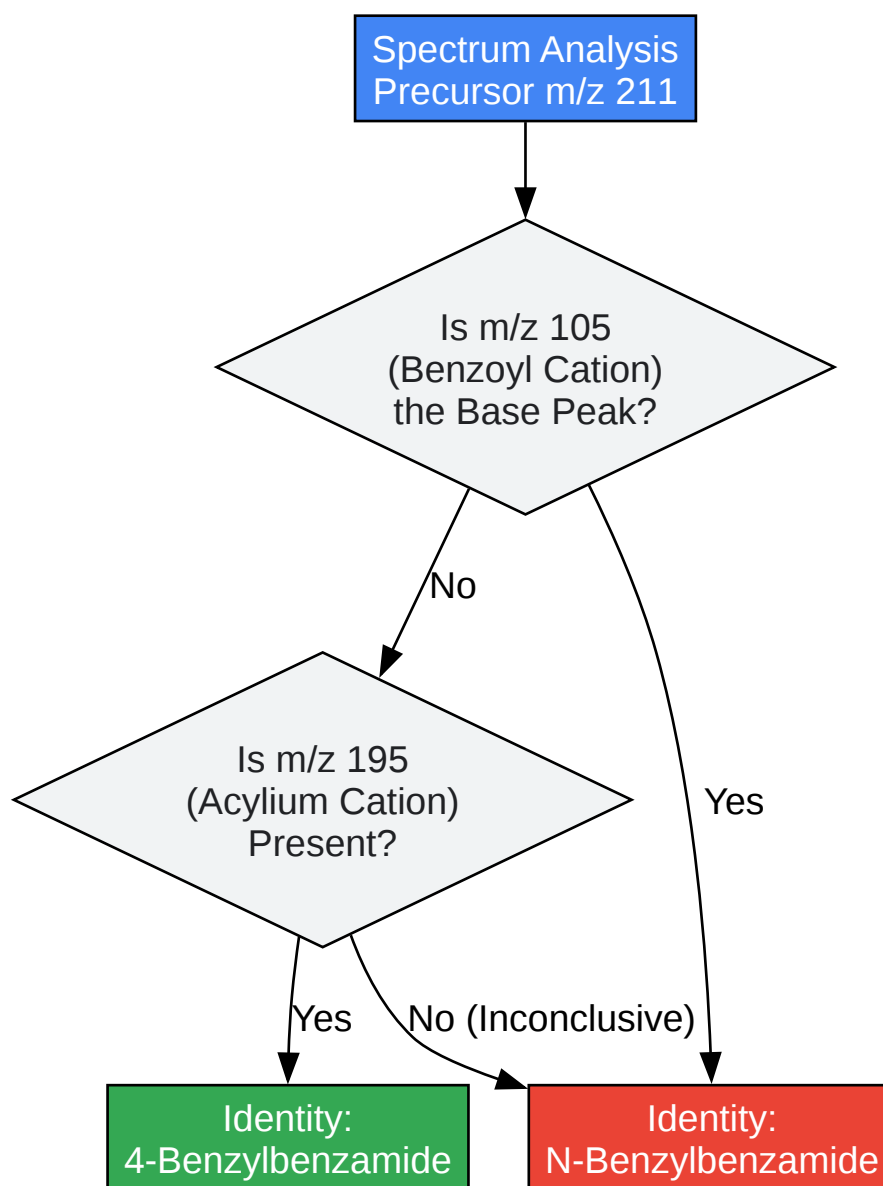 Spectrum Analysis
Precursor m/z 211
Is m/z 105
(Benzoyl Cation)
the Base Peak?
No
Is m/z 195
(Acylium Cation)
Present?
Yes
Yes
No (Inconclusive)
Identity:
4-Benzylbenzamide
Identity:
N-Benzylbenzamide